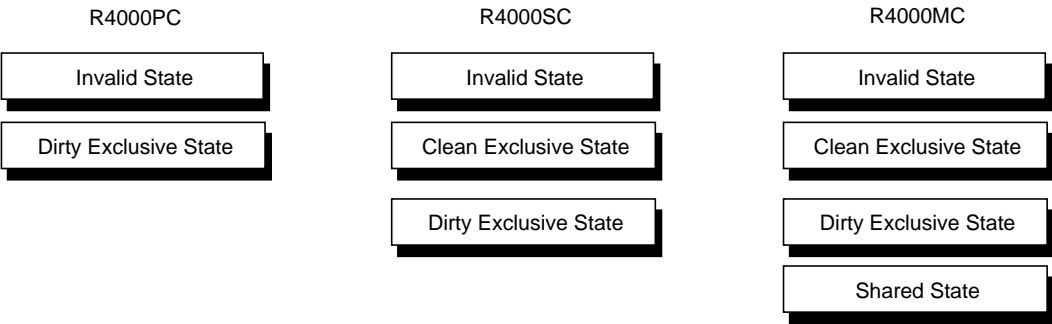 R4000PC
Invalid State
Dirty Exclusive State
R4000SC
Invalid State
Clean Exclusive State
Dirty Exclusive State
R4000MC
Invalid State
Clean Exclusive State
Dirty Exclusive State
Shared State